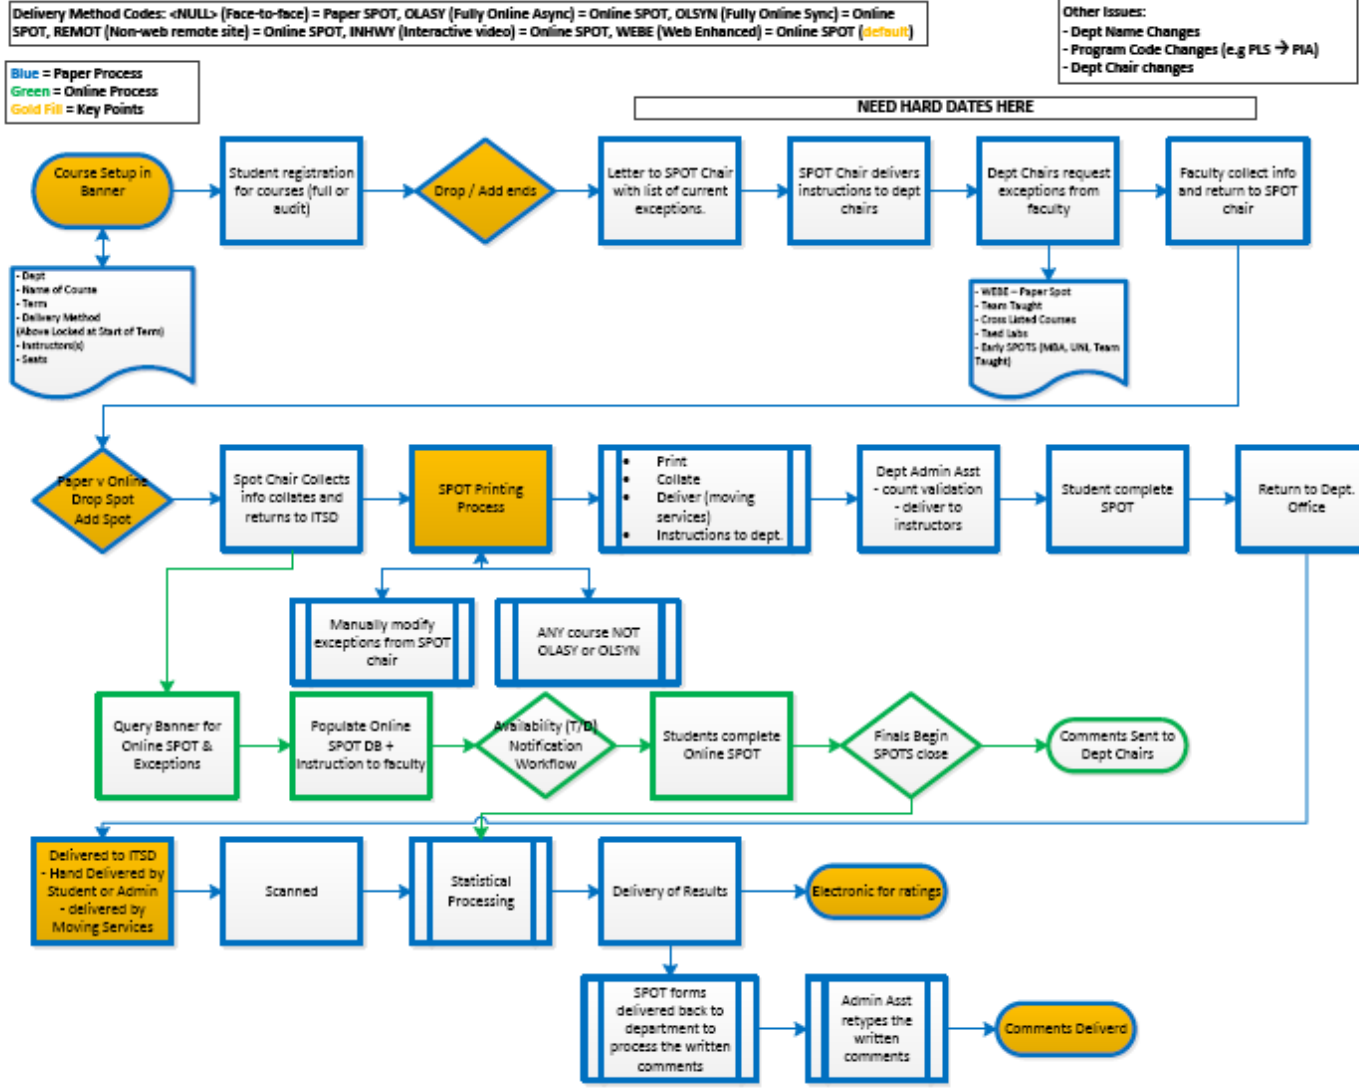 Delivery Method Codes: <NULL> (Face-to-face) = Paper SPOT, OLASY (Fully Online Async) = Online SPOT, OLSYN (Fully Online Sync) = Online
SPOT, REMOT (Non-web remote site) = Online SPOT, INHWY (Interactive video) = Online SPOT, WEBE (Web Enhanced) = Online SPOT (default)
Other Issues:
- Dept Name Changes
- Program Code Changes (e.g PLS → PIA)
- Dept Chair changes
Blue = Paper Process
Green = Online Process
Gold Fill = Key Points
NEED HARD DATES HERE
Course Setup in
Banner
Student registration
for courses (full or
audit)
Drop / Add ends
Letter to SPOT Chair
with list of current
exceptions.
SPOT Chair delivers
instructions to dept
chairs
Dept Chairs request
exceptions from
faculty
Faculty collect info
and return to SPOT
chair
- Dept
- Name of Course
- Term
- Delivery Method
(Above Locked at Start of Term)
- Instructors(s)
- Seats
- WEBE – Paper Spot
- Team Taught
- Cross Listed Courses
- Taed Labs
- Early SPOTS (MBA, UNI, Team
Taught)
Paper v Online
Drop Spot
Add Spot
Spot Chair Collects
info collates and
returns to ITSD
SPOT Printing
Process
• Print
• Collate
• Deliver (moving
services)
• Instructions to dept.
Dept Admin Asst
- count validation
- deliver to
instructors
Student complete
SPOT
Return to Dept.
Office
Manually modify
exceptions from SPOT
chair
ANY course NOT
OLASY or OLSYN
Query Banner for
Online SPOT &
Exceptions
Populate Online
SPOT DB +
Instruction to faculty
Availability (T/D)
Notification
Workflow
Students complete
Online SPOT
Finals Begin
SPOTS close
Comments Sent to
Dept Chairs
Delivered to ITSD
- Hand Delivered by
Student or Admin
- delivered by
Moving Services
Scanned
Statistical
Processing
Delivery of Results
Electronic for ratings
SPOT forms
delivered back to
department to
process the written
comments
Admin Asst
retypes the
written
comments
Comments Deliverd